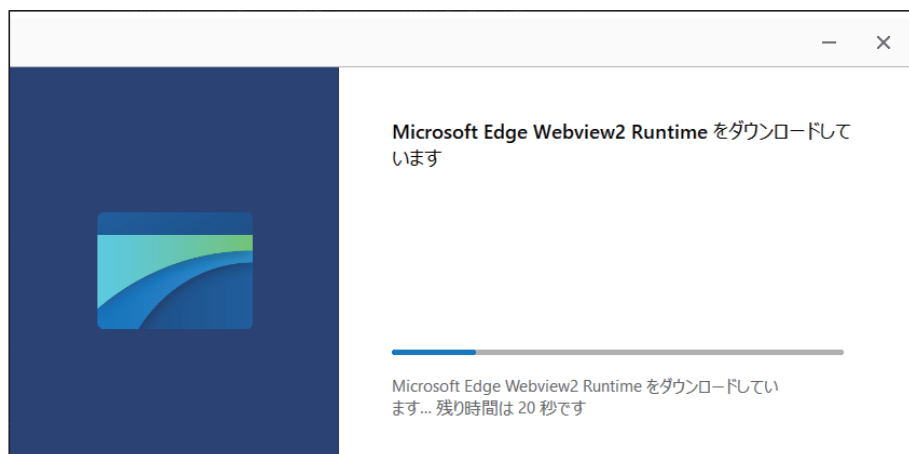 Microsoft Edge Webview2 Runtime をダウンロードして
います
Microsoft Edge Webview2 Runtime をダウンロードしてい
ます... 残り時間は 20 秒です